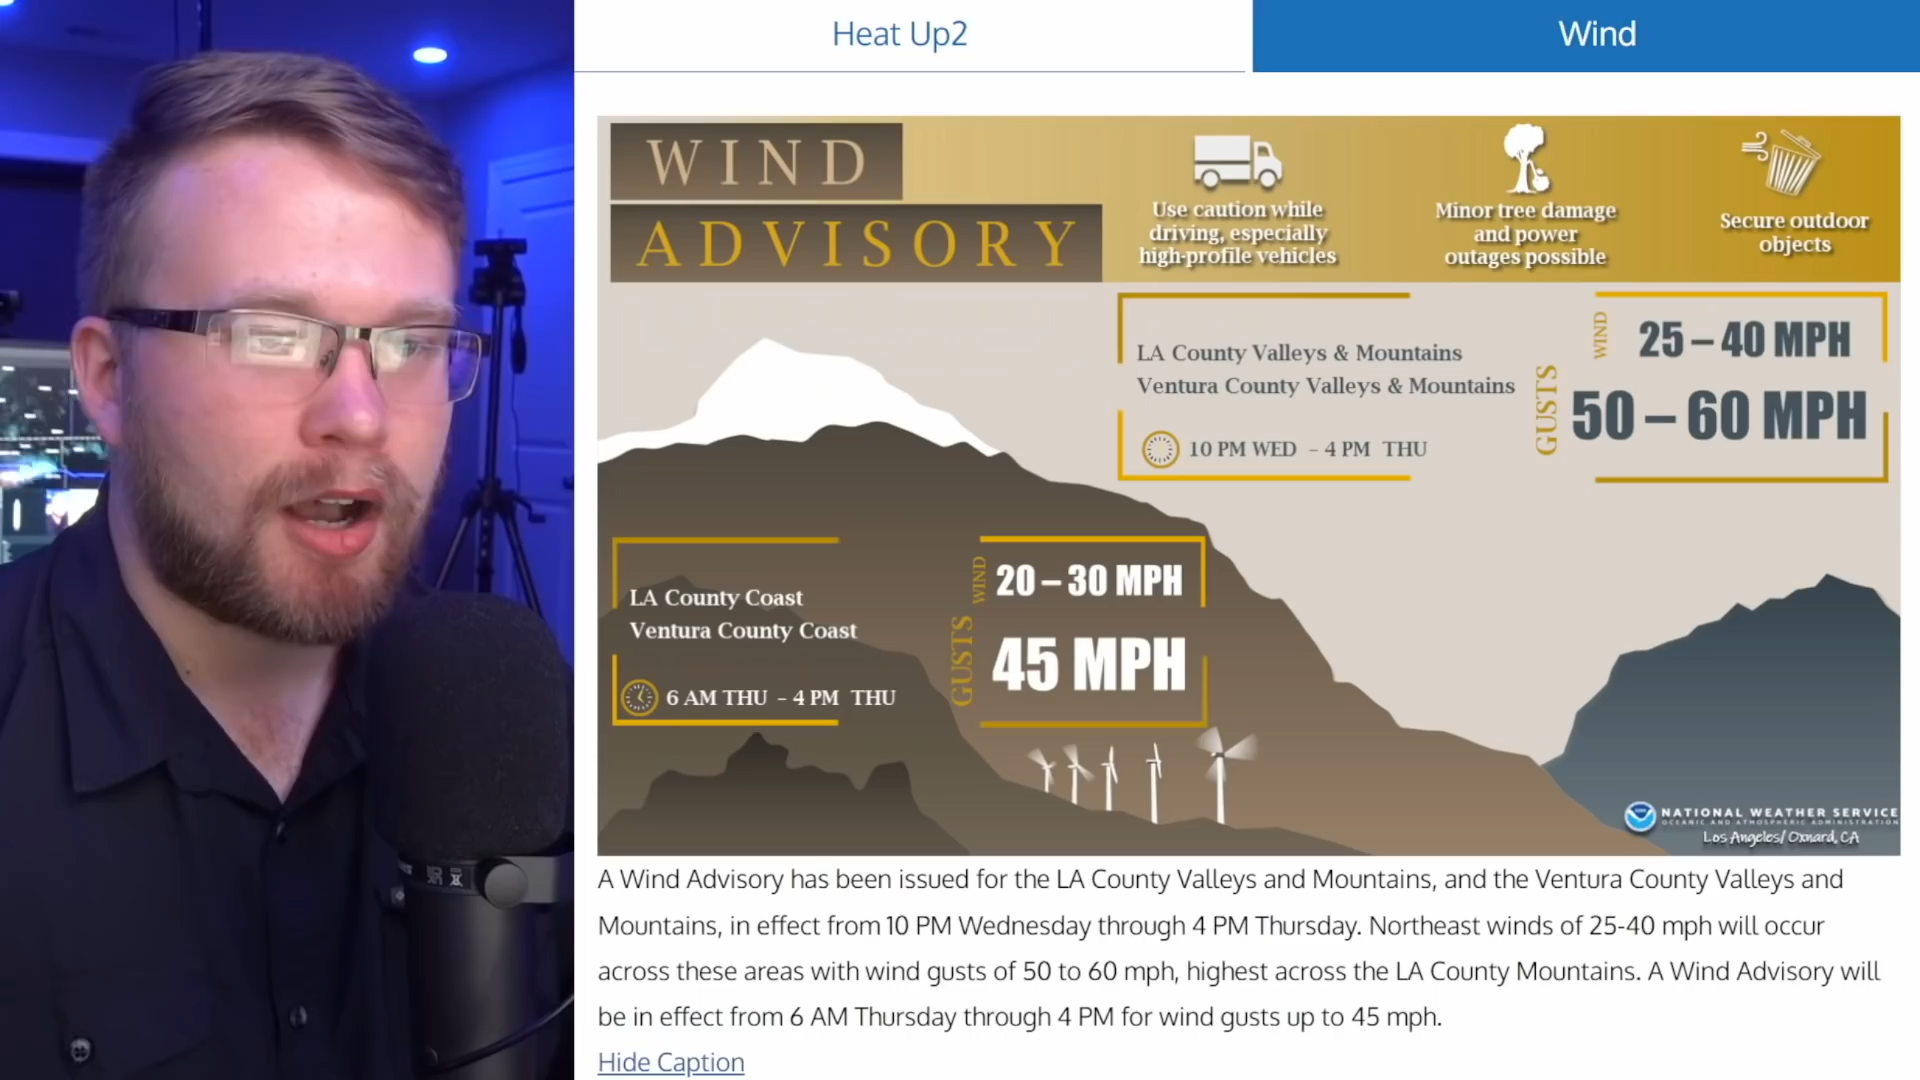 Heat Up2
Wind
WIND
ADVISORY
Use caution while
driving, especially
high-profile vehicles
Minor tree damage
and power
outages possible
Secure outdoor
objects
LA County Valleys & Mountains
Ventura County Valleys & Mountains
10 PM WED – 4 PM THU
WIND
25 – 40 MPH
GUSTS
50 – 60 MPH
LA County Coast
Ventura County Coast
6 AM THU – 4 PM THU
WIND
20 – 30 MPH
GUSTS
45 MPH
NATIONAL WEATHER SERVICE
OCEANIC AND ATMOSPHERIC ADMINISTRATION
Los Angeles/ Oxnard, CA
A Wind Advisory has been issued for the LA County Valleys and Mountains, and the Ventura County Valleys and
Mountains, in effect from 10 PM Wednesday through 4 PM Thursday. Northeast winds of 25-40 mph will occur
across these areas with wind gusts of 50 to 60 mph, highest across the LA County Mountains. A Wind Advisory will
be in effect from 6 AM Thursday through 4 PM for wind gusts up to 45 mph.
Hide Caption